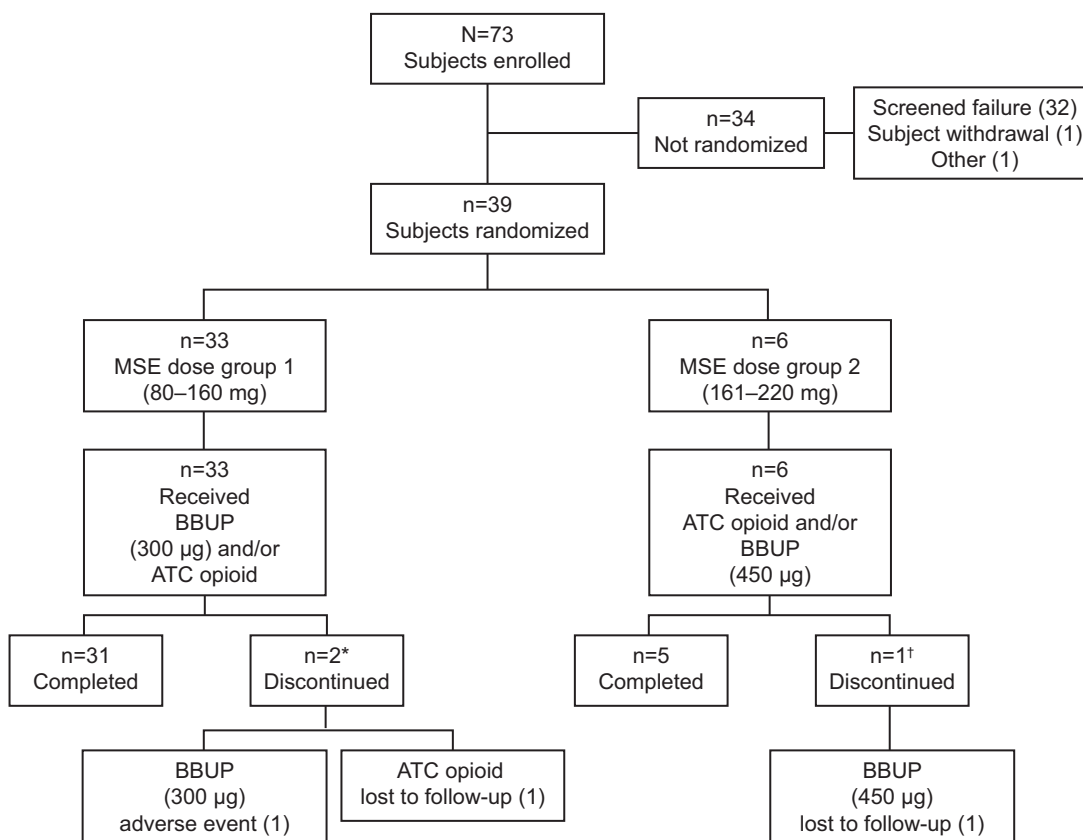 N=73
Subjects enrolled
n=34
Not randomized
Screened failure (32)
Subject withdrawal (1)
Other (1)
n=39
Subjects randomized
n=33
MSE dose group 1
(80–160 mg)
n=6
MSE dose group 2
(161–220 mg)
n=33
Received
BBUP
(300 µg) and/or
ATC opioid
n=6
Received
ATC opioid and/or
BBUP
(450 µg)
n=31
Completed
n=2*
Discontinued
n=5
Completed
n=1†
Discontinued
BBUP
(300 µg)
adverse event (1)
ATC opioid
lost to follow-up (1)
BBUP
(450 µg)
lost to follow-up (1)